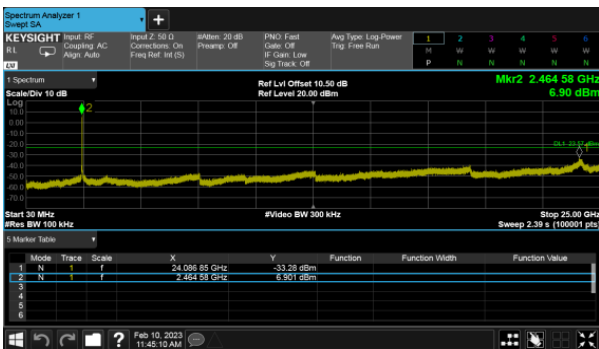 Spectrum Analyzer 1
Swept SA
+
KEYSIGHT Input: RF Input Z: 50 Ω #Atten: 20 dB PNO: Fast Avg Type: Log-Power 1 2 3 4 5 6
RL Coupling: AC Corrections: On Preamp: Off Gate: Off Trig: Free Run M W W W W W
Align: Auto Freq Ref: Int (S) IF Gain: Low P N N N N N
LXI Sig Track: Off
1 Spectrum
Ref Lvl Offset 10.50 dB Mkr2 2.464 58 GHz
Scale/Div 10 dB Ref Level 20.00 dBm 6.90 dBm
Log
10.0
0.00
-10.0
-20.0
-30.0
-40.0
-50.0
-60.0
-70.0
2
DL1 -23.57 dBm
1
Start 30 MHz #Video BW 300 kHz Stop 25.00 GHz
#Res BW 100 kHz Sweep 2.39 s (100001 pts)
5 Marker Table
Mode Trace Scale X Y Function Function Width Function Value
1 N 1 f 24.086 85 GHz -33.28 dBm
2 N 1 f 2.464 58 GHz 6.901 dBm
3
4
5
6
? Feb 10, 2023
11:45:10 AM